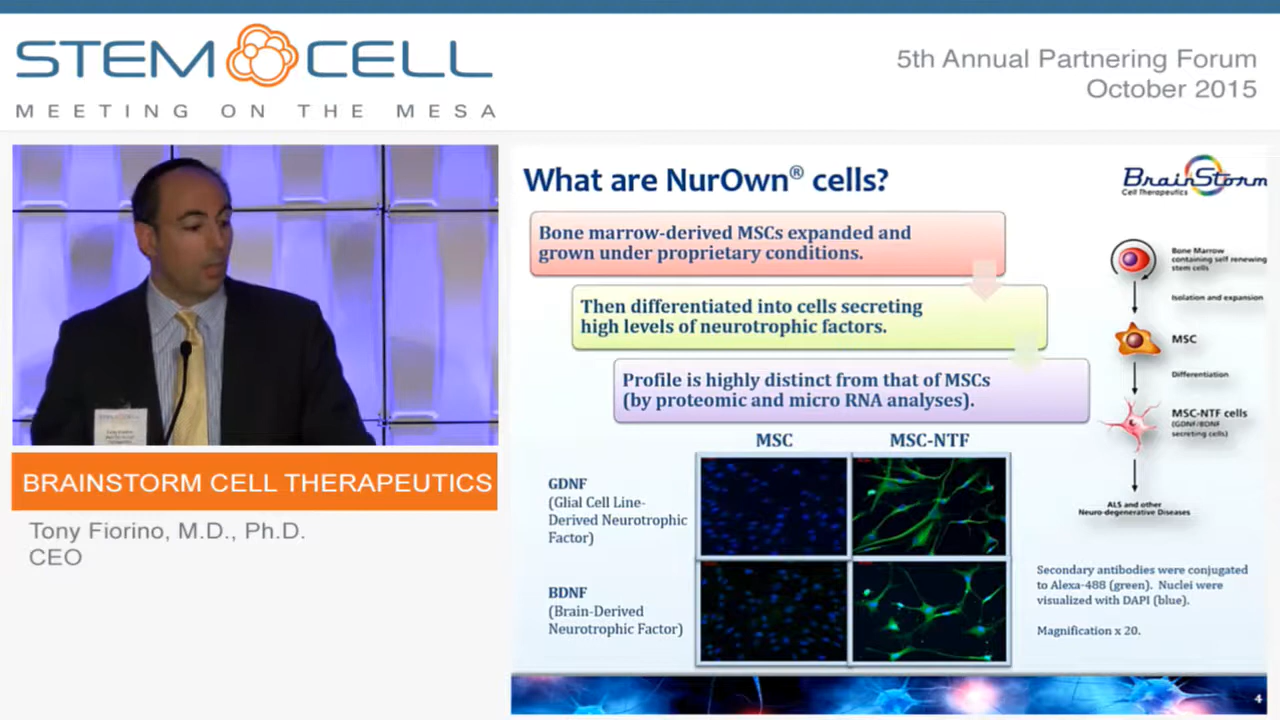 STEM CELL
MEETING ON THE MESA
5th Annual Partnering Forum
October 2015
BRAINSTORM CELL THERAPEUTICS
Tony Fiorino, M.D., Ph.D.
CEO
What are NurOwn® cells?
BrainStorm
Cell Therapeutics
Bone marrow-derived MSCs expanded and
grown under proprietary conditions.
Then differentiated into cells secreting
high levels of neurotrophic factors.
Profile is highly distinct from that of MSCs
(by proteomic and micro RNA analyses).
Bone Marrow
containing self renewing
stem cells
Isolation and expansion
MSC
Differentiation
MSC-NTF cells
(GDNF/BDNF
secreting cells)
ALS and other
Neuro-degenerative Diseases
MSC
MSC-NTF
GDNF
(Glial Cell Line-
Derived Neurotrophic
Factor)
BDNF
(Brain-Derived
Neurotrophic Factor)
Secondary antibodies were conjugated
to Alexa-488 (green). Nuclei were
visualized with DAPI (blue).
Magnification x 20.
4